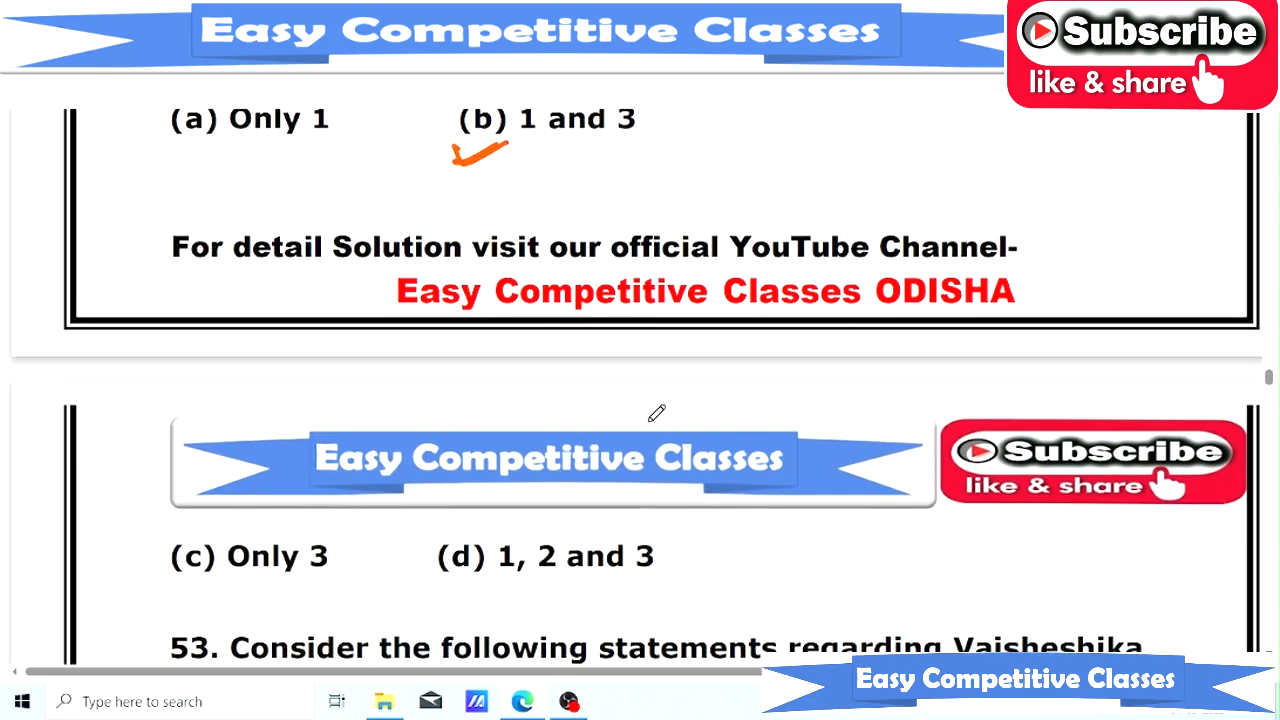 Easy Competitive Classes
Subscribe
like & share
(a) Only 1 (b) 1 and 3
For detail Solution visit our official YouTube Channel-
Easy Competitive Classes ODISHA
Easy Competitive Classes
Subscribe
like & share
(c) Only 3 (d) 1, 2 and 3
53. Consider the following statements regarding Vaisheshika
Easy Competitive Classes
Type here to search